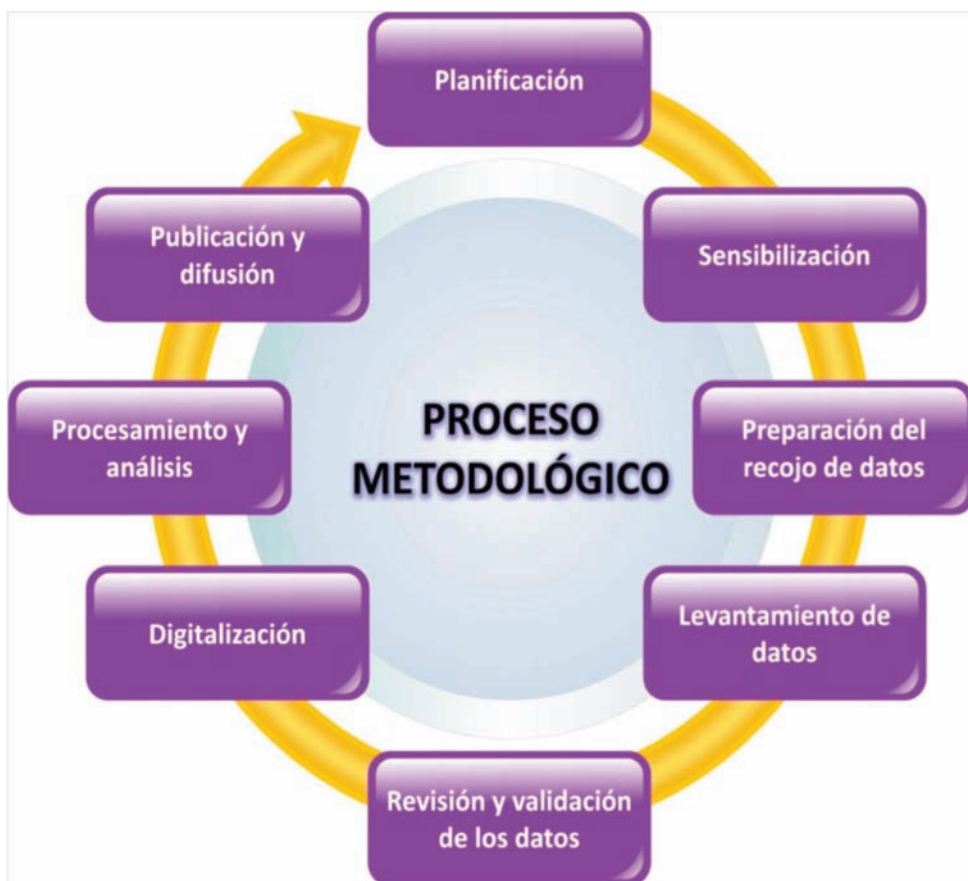 Planificación
Sensibilización
Preparación del
recojo de datos
Levantamiento de
datos
Revisión y validación
de los datos
Digitalización
Procesamiento y
análisis
Publicación y
difusión
PROCESO
METODOLÓGICO